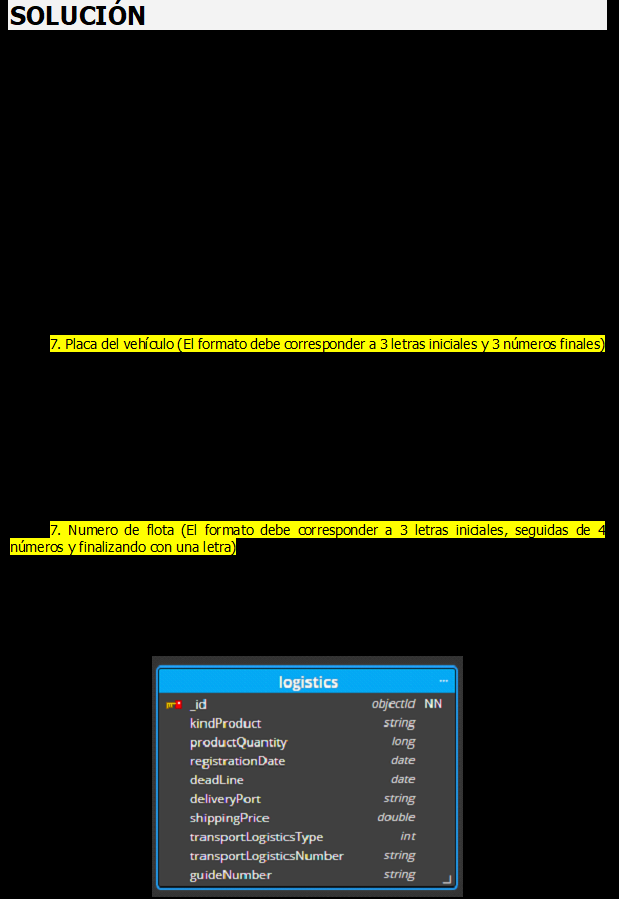 SOLUCIÓN
7. Placa del vehículo (El formato debe corresponder a 3 letras iniciales y 3 números finales)
7. Numero de flota (El formato debe corresponder a 3 letras iniciales, seguidas de 4
números y finalizando con una letra)
logistics ...
_id objectId NN
kindProduct string
productQuantity long
registrationDate date
deadLine date
deliveryPort string
shippingPrice double
transportLogisticsType int
transportLogisticsNumber string
guideNumber string